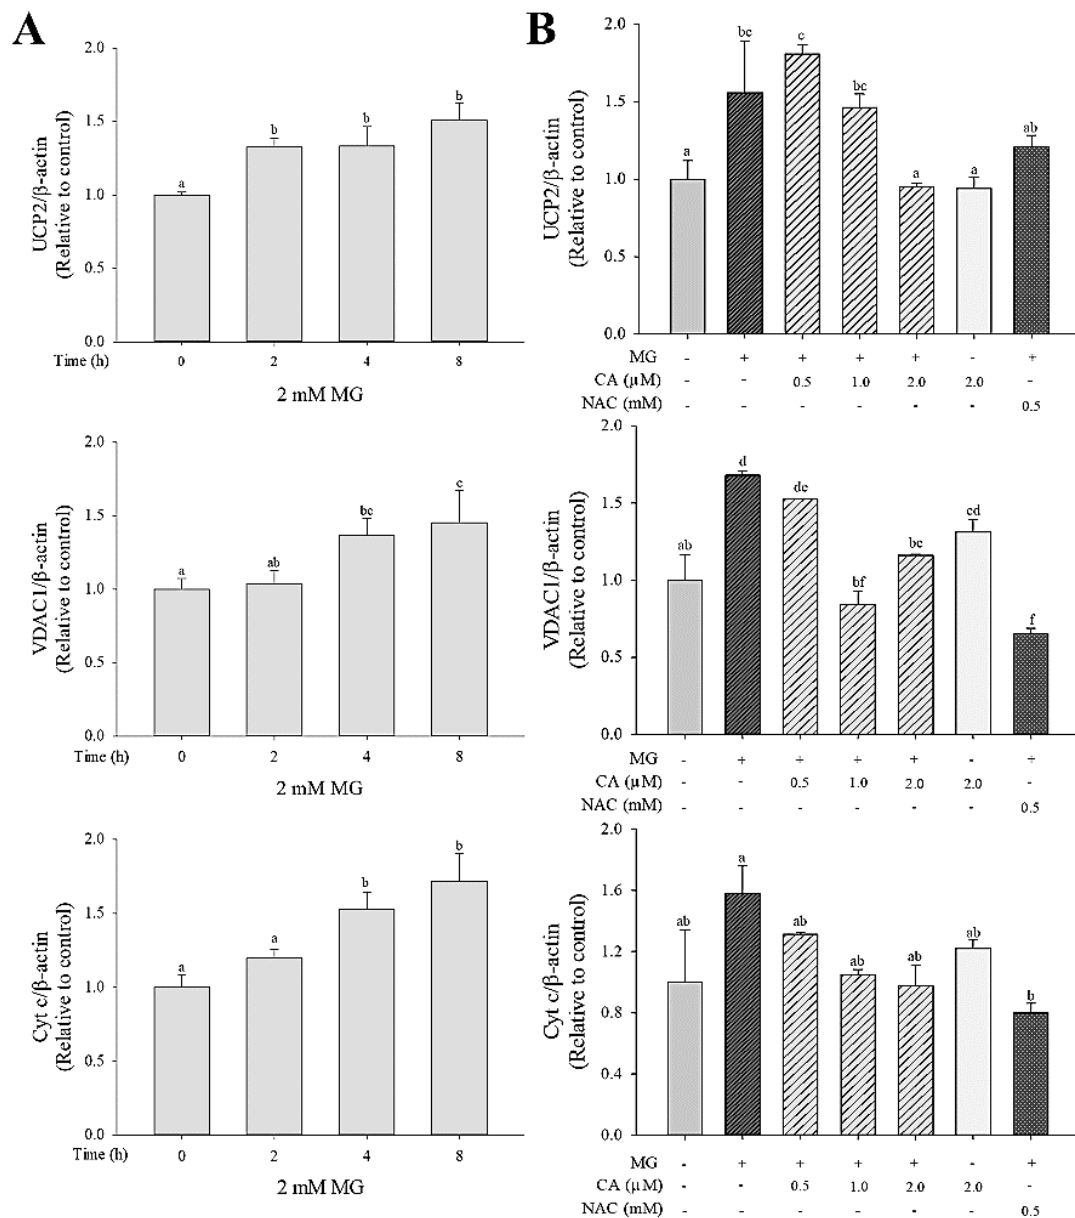 A
2.0
1.5
1.0
0.5
0.0
UCP2/β-actin
(Relative to control)
a
b
b
b
Time (h)
0
2
4
8
2 mM MG
2.0
1.5
1.0
0.5
0.0
VDAC1/β-actin
(Relative to control)
a
ab
bc
c
Time (h)
0
2
4
8
2 mM MG
2.0
1.5
1.0
0.5
0.0
Cyt c/β-actin
(Relative to control)
a
a
b
b
Time (h)
0
2
4
8
2 mM MG
B
2.0
1.5
1.0
0.5
0.0
UCP2/β-actin
(Relative to control)
a
bc
c
bc
a
a
ab
MG - + + + + - +
CA (µM) - - 0.5 1.0 2.0 2.0 -
NAC (mM) - - - - - - 0.5
2.0
1.5
1.0
0.5
0.0
VDAC1/β-actin
(Relative to control)
ab
d
de
bf
bc
cd
f
MG - + + + + - +
CA (µM) - - 0.5 1.0 2.0 2.0 -
NAC (mM) - - - - - - 0.5
2.0
1.6
1.2
0.8
0.4
0.0
Cyt c/β-actin
(Relative to control)
ab
a
ab
ab
ab
ab
b
MG - + + + + - +
CA (µM) - - 0.5 1.0 2.0 2.0 -
NAC (mM) - - - - - - 0.5